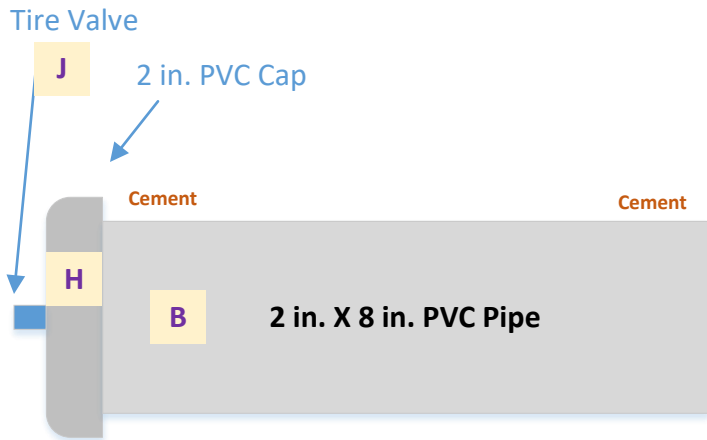 Tire Valve
J
2 in. PVC Cap
Cement
Cement
H
B
2 in. X 8 in. PVC Pipe